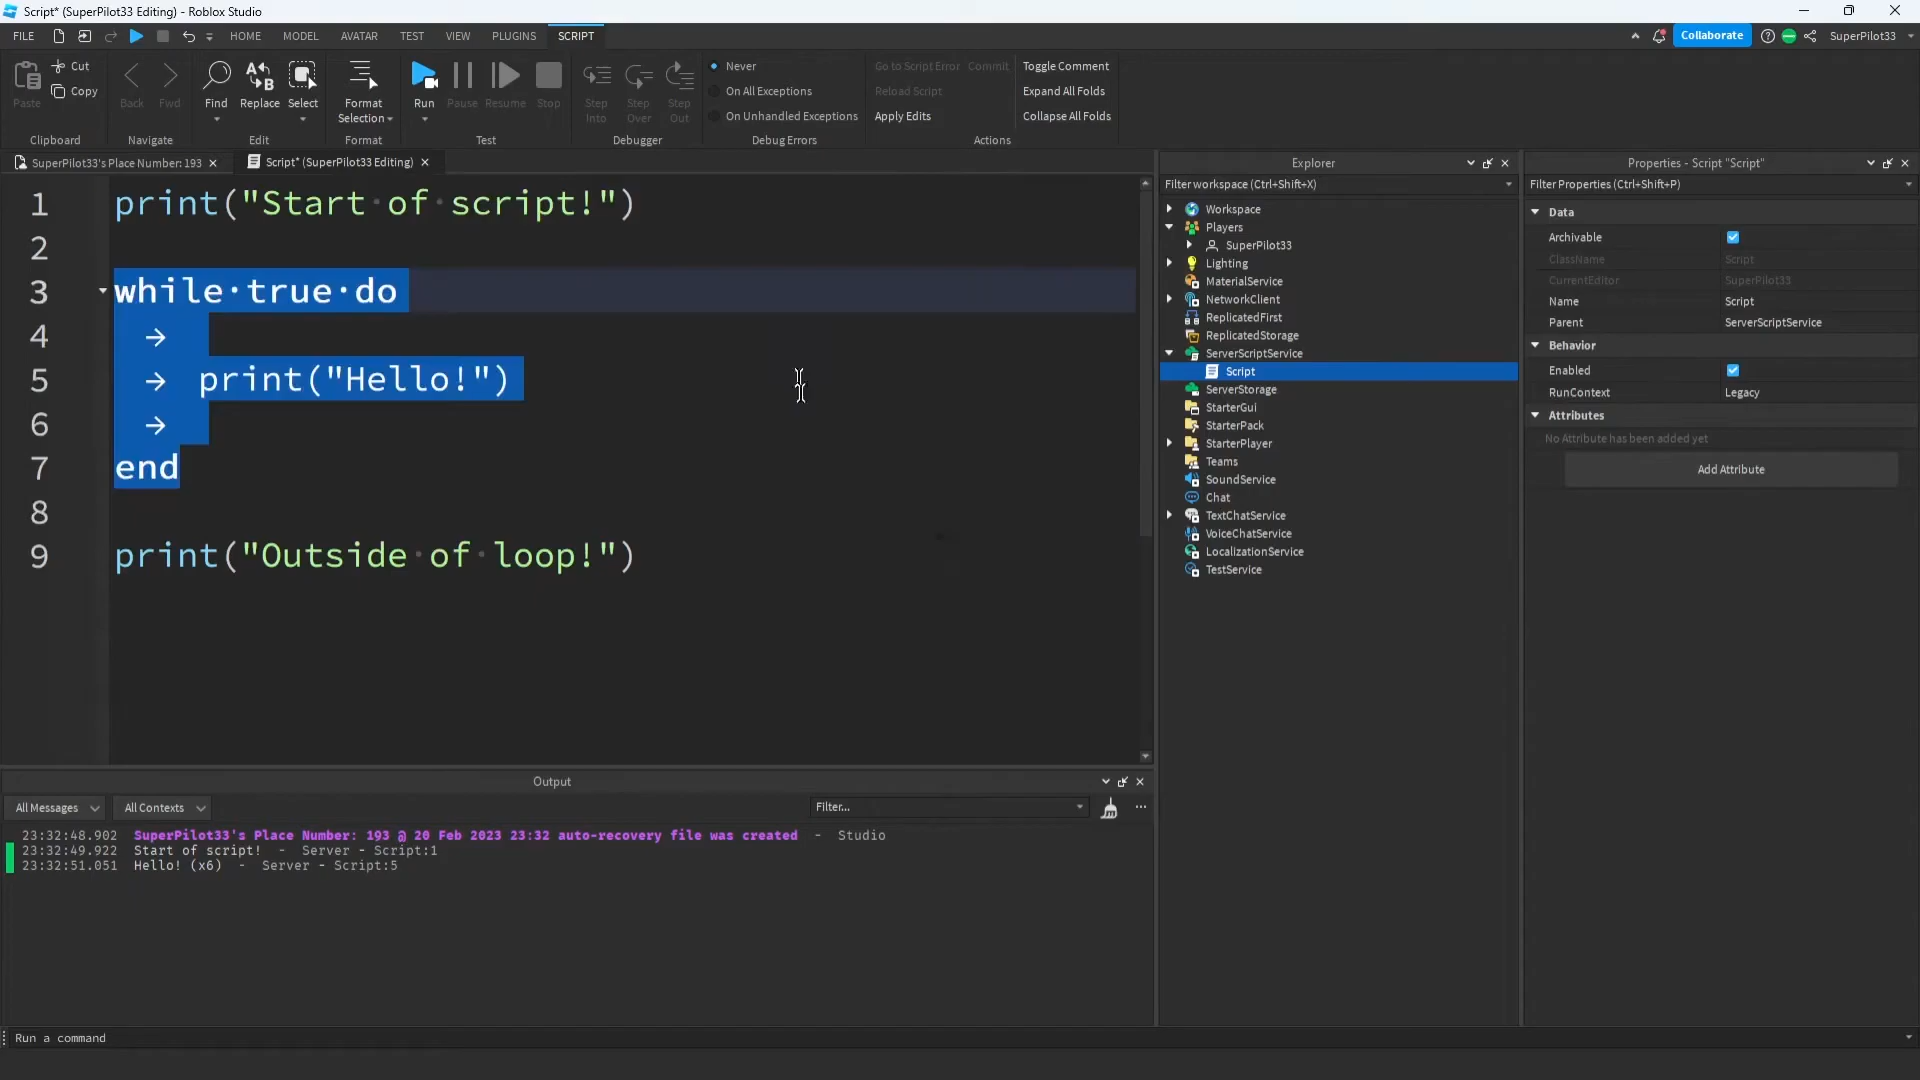 Script* (SuperPilot33 Editing) - Roblox Studio
FILE HOME MODEL AVATAR TEST VIEW PLUGINS SCRIPT Collaborate SuperPilot33
Paste Cut Copy Clipboard
Back Fwd Navigate
Find Replace Select Edit
Format Selection Format
Run Pause Resume Stop Test
Step Into Step Over Step Out Debugger
Never
On All Exceptions
On Unhandled Exceptions
Debug Errors
Go to Script Error Commit
Reload Script
Apply Edits
Toggle Comment
Expand All Folds
Collapse All Folds
Actions
SuperPilot33's Place Number: 193 Script* (SuperPilot33 Editing)
1 print("Start of script!")
2
3 while true do
4
5 print("Hello!")
6
7 end
8
9 print("Outside of loop!")
Explorer
Filter workspace (Ctrl+Shift+X)
Workspace
Players
SuperPilot33
Lighting
MaterialService
NetworkClient
ReplicatedFirst
ReplicatedStorage
ServerScriptService
Script
ServerStorage
StarterGui
StarterPack
StarterPlayer
Teams
SoundService
Chat
TextChatService
VoiceChatService
LocalizationService
TestService
Properties - Script "Script"
Filter Properties (Ctrl+Shift+P)
Data
Archivable
ClassName Script
CurrentEditor SuperPilot33
Name Script
Parent ServerScriptService
Behavior
Enabled
RunContext Legacy
Attributes
No Attribute has been added yet
Add Attribute
Output
All Messages All Contexts Filter...
23:32:48.902 SuperPilot33's Place Number: 193 @ 20 Feb 2023 23:32 auto-recovery file was created - Studio
23:32:49.922 Start of script! - Server - Script:1
23:32:51.051 Hello! (x6) - Server - Script:5
Run a command